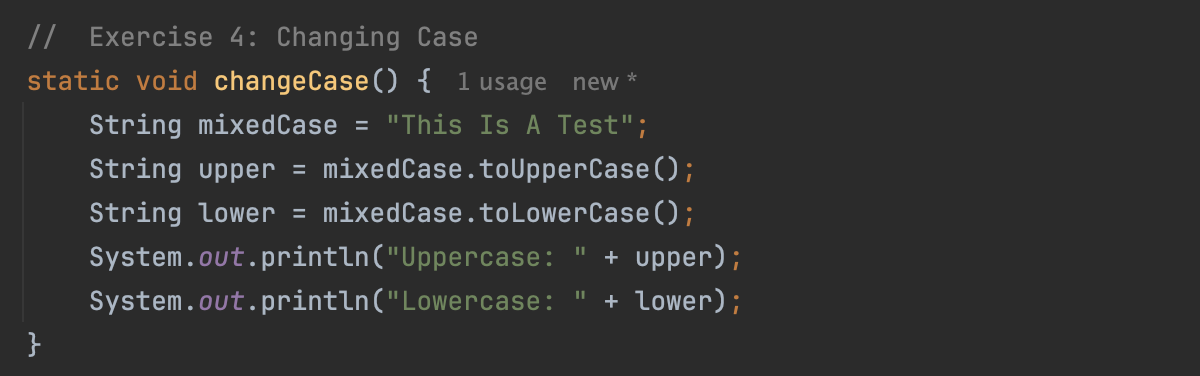 //  Exercise 4: Changing Case
static void changeCase() {  1 usage  new *
    String mixedCase = "This Is A Test";
    String upper = mixedCase.toUpperCase();
    String lower = mixedCase.toLowerCase();
    System.out.println("Uppercase: " + upper);
    System.out.println("Lowercase: " + lower);
}